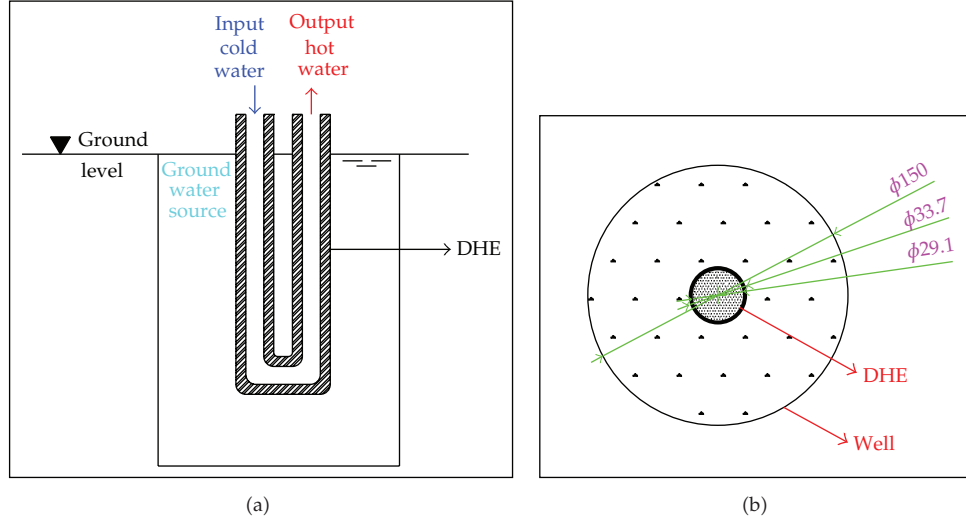 Input
cold
water
Output
hot
water
Ground
level
Ground
water
source
DHE
(a)
ϕ150
ϕ33.7
ϕ29.1
DHE
Well
(b)